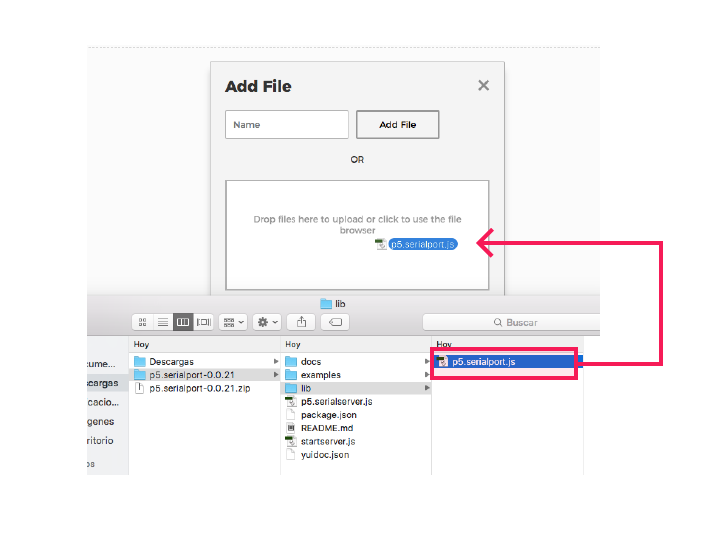 Add File
Name
Add File
OR
Drop files here to upload or click to use the file
browser
p5.serialport.js
lib
Buscar
Hoy
Hoy
Hoy
cume...
scargas
icacio...
genes
ritorio
os
Descargas
p5.serialport-0.0.21
p5.serialport-0.0.21.zip
docs
examples
lib
p5.serialserver.js
package.json
README.md
startserver.js
yuidoc.json
p5.serialport.js